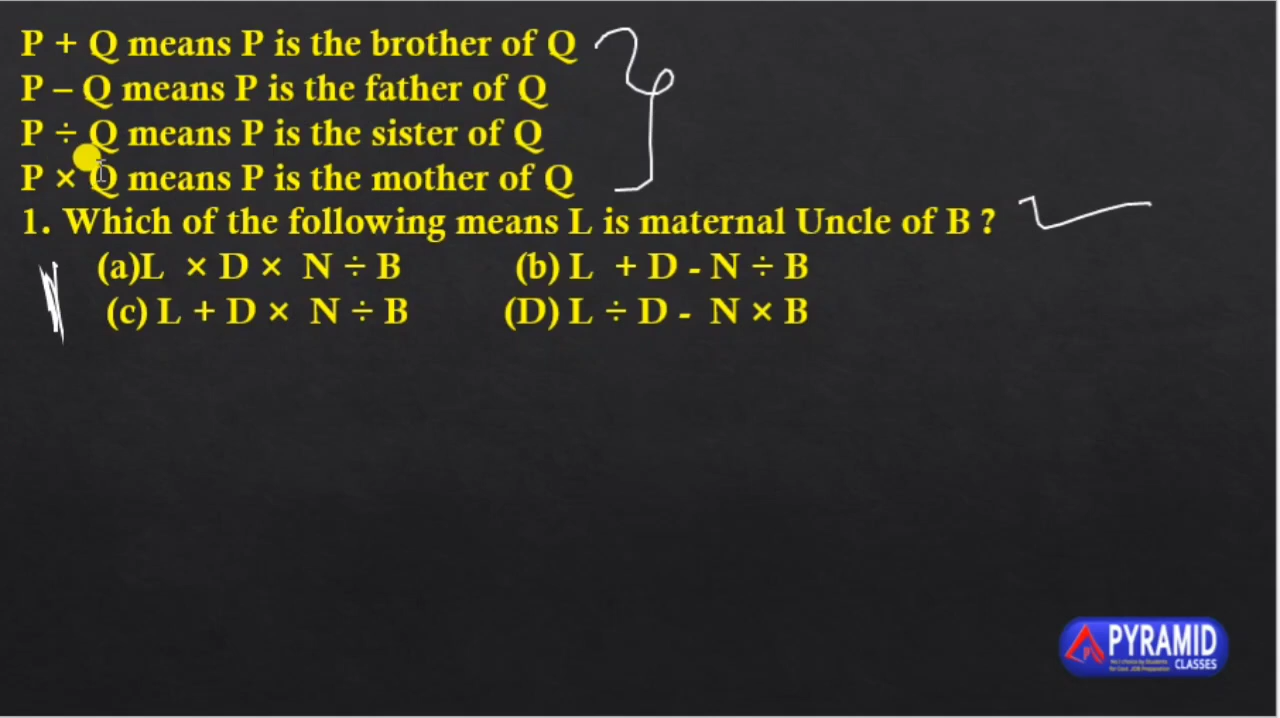 P + Q means P is the brother of Q
P – Q means P is the father of Q
P ÷ Q means P is the sister of Q
P × Q means P is the mother of Q
1. Which of the following means L is maternal Uncle of B ?
(a)L × D × N ÷ B (b) L + D - N ÷ B
(c) L + D × N ÷ B (D) L ÷ D - N × B
PYRAMID
CLASSES